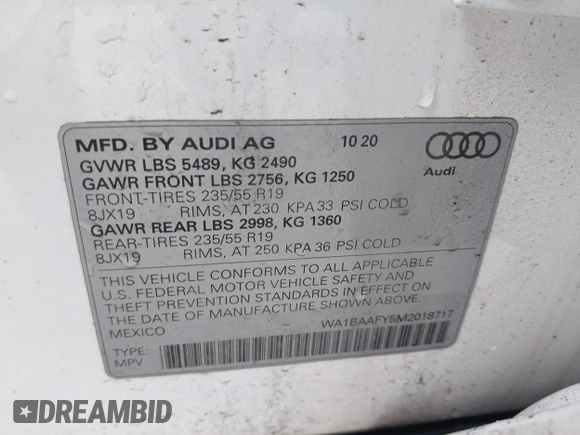 MFD. BY AUDI AG 10 20
GVWR LBS 5489, KG 2490
GAWR FRONT LBS 2756, KG 1250
FRONT-TIRES 235/55 R19
8JX19 RIMS, AT 230 KPA 33 PSI COLD
GAWR REAR LBS 2998, KG 1360
REAR-TIRES 235/55 R19
8JX19 RIMS, AT 250 KPA 36 PSI COLD
Audi
THIS VEHICLE CONFORMS TO ALL APPLICABLE
U.S. FEDERAL MOTOR VEHICLE SAFETY AND
THEFT PREVENTION STANDARDS IN EFFECT ON
THE DATE OF MANUFACTURE SHOWN ABOVE.
MEXICO WA1BAAFY5M2018717
TYPE:
MPV
DREAMBID